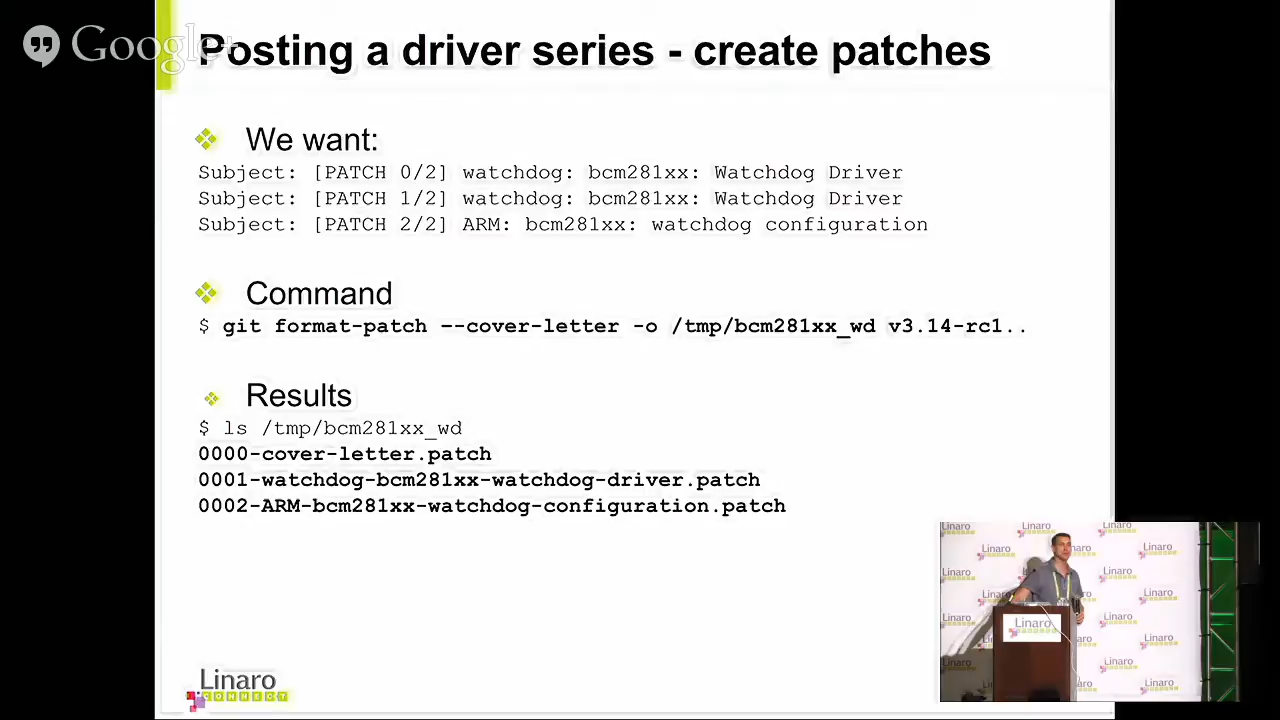 Google+
Posting a driver series - create patches
We want:
Subject: [PATCH 0/2] watchdog: bcm281xx: Watchdog Driver
Subject: [PATCH 1/2] watchdog: bcm281xx: Watchdog Driver
Subject: [PATCH 2/2] ARM: bcm281xx: watchdog configuration
Command
$ git format-patch --cover-letter -o /tmp/bcm281xx_wd v3.14-rc1..
Results
$ ls /tmp/bcm281xx_wd
0000-cover-letter.patch
0001-watchdog-bcm281xx-watchdog-driver.patch
0002-ARM-bcm281xx-watchdog-configuration.patch
Linaro
CONNECT
Linaro